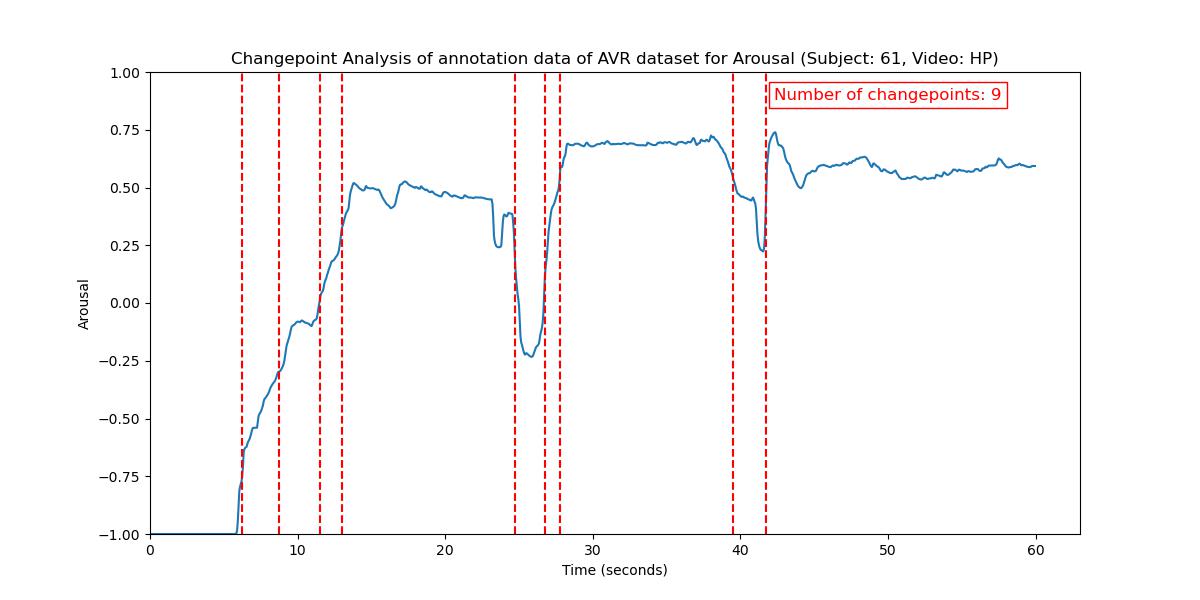 Changepoint Analysis of annotation data of AVR dataset for Arousal (Subject: 61, Video: HP)
Number of changepoints: 9
1.00
0.75
0.50
0.25
0.00
−0.25
−0.50
−0.75
−1.00
Arousal
0 10 20 30 40 50 60
Time (seconds)